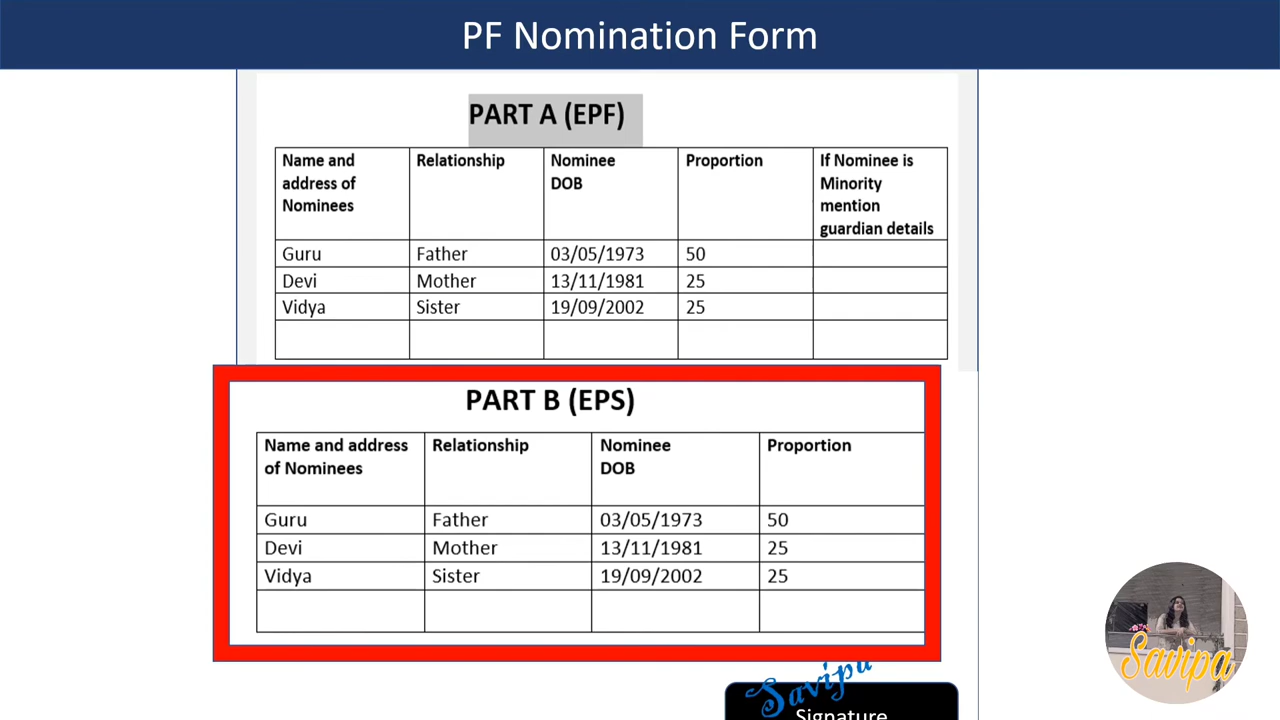 PF Nomination Form
PART A (EPF)
Name and address of Nominees Relationship Nominee DOB Proportion If Nominee is Minority mention guardian details
Guru Father 03/05/1973 50
Devi Mother 13/11/1981 25
Vidya Sister 19/09/2002 25
PART B (EPS)
Name and address of Nominees Relationship Nominee DOB Proportion
Guru Father 03/05/1973 50
Devi Mother 13/11/1981 25
Vidya Sister 19/09/2002 25
Savipa
Signature
Savipa